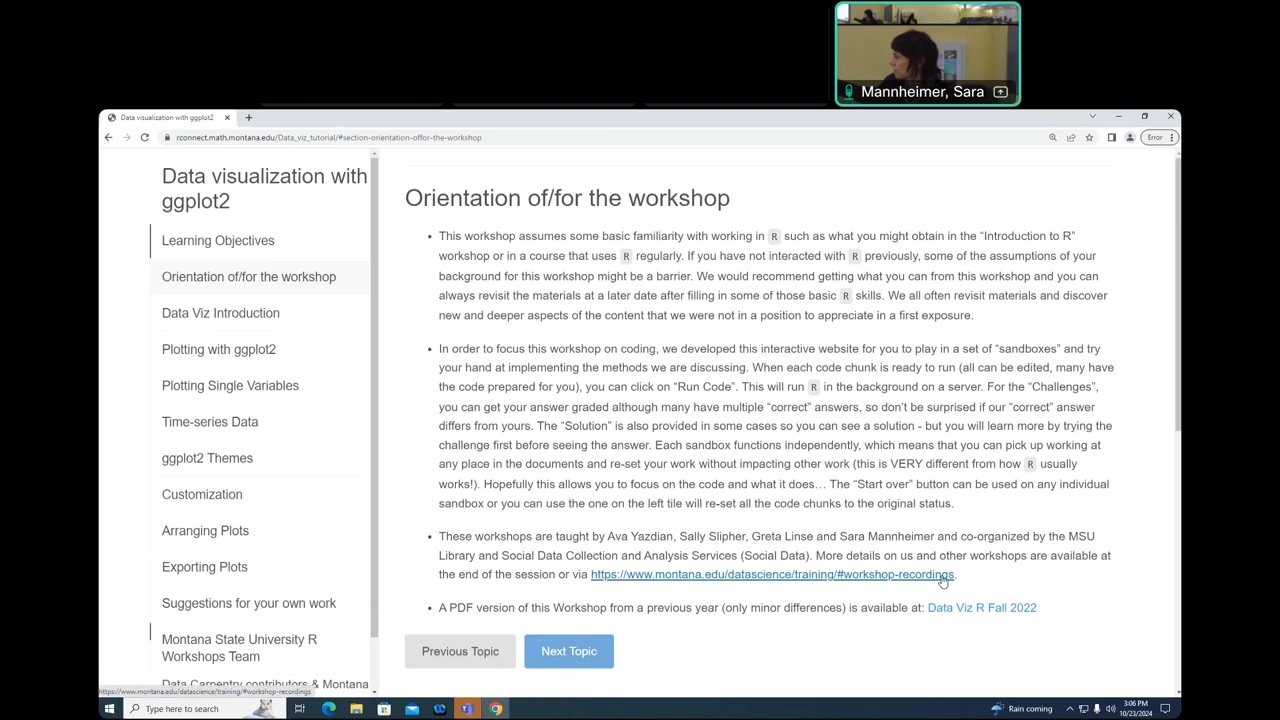 Mannheimer, Sara
Data visualization with ggplot2
rconnect.math.montana.edu/Data_viz_tutorial/#section-orientation-offor-the-workshop
Error
Data visualization with
ggplot2
Learning Objectives
Orientation of/for the workshop
Data Viz Introduction
Plotting with ggplot2
Plotting Single Variables
Time-series Data
ggplot2 Themes
Customization
Arranging Plots
Exporting Plots
Suggestions for your own work
Montana State University R
Workshops Team
Data Carpentry contributors & Montana
Orientation of/for the workshop
This workshop assumes some basic familiarity with working in R such as what you might obtain in the “Introduction to R”
workshop or in a course that uses R regularly. If you have not interacted with R previously, some of the assumptions of your
background for this workshop might be a barrier. We would recommend getting what you can from this workshop and you can
always revisit the materials at a later date after filling in some of those basic R skills. We all often revisit materials and discover
new and deeper aspects of the content that we were not in a position to appreciate in a first exposure.
In order to focus this workshop on coding, we developed this interactive website for you to play in a set of “sandboxes” and try
your hand at implementing the methods we are discussing. When each code chunk is ready to run (all can be edited, many have
the code prepared for you), you can click on “Run Code”. This will run R in the background on a server. For the “Challenges”,
you can get your answer graded although many have multiple “correct” answers, so don’t be surprised if our “correct” answer
differs from yours. The “Solution” is also provided in some cases so you can see a solution - but you will learn more by trying the
challenge first before seeing the answer. Each sandbox functions independently, which means that you can pick up working at
any place in the documents and re-set your work without impacting other work (this is VERY different from how R usually
works!). Hopefully this allows you to focus on the code and what it does… The “Start over” button can be used on any individual
sandbox or you can use the one on the left tile will re-set all the code chunks to the original status.
These workshops are taught by Ava Yazdian, Sally Slipher, Greta Linse and Sara Mannheimer and co-organized by the MSU
Library and Social Data Collection and Analysis Services (Social Data). More details on us and other workshops are available at
the end of the session or via https://www.montana.edu/datascience/training/#workshop-recordings.
A PDF version of this Workshop from a previous year (only minor differences) is available at: Data Viz R Fall 2022
Previous Topic
Next Topic
https://www.montana.edu/datascience/training/#workshop-recordings
Type here to search
Rain coming
3:06 PM
10/23/2024